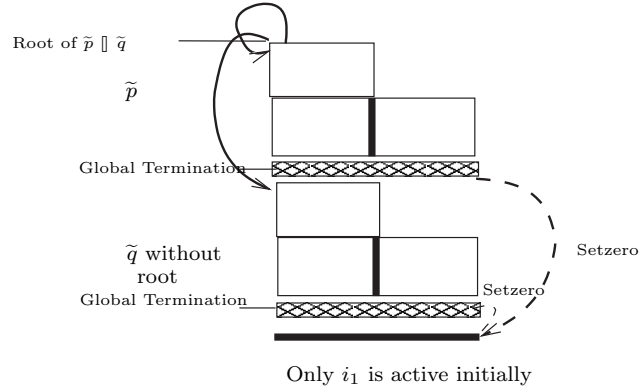 Root of p̃ ▯ q̃
p̃
Global Termination
Setzero
q̃ without
root
Setzero
Global Termination
Only i₁ is active initially